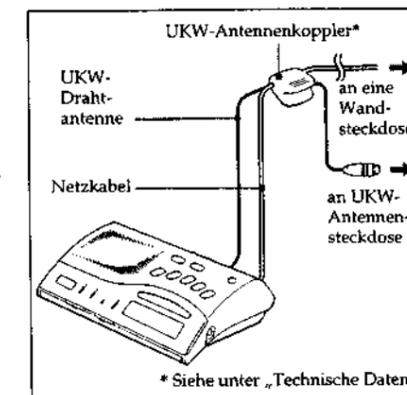 UKW-Antennenkoppler*
UKW-
Draht-
antenne
an eine
Wand-
steckdose
Netzkabel
an UKW-
Antennen-
steckdose
* Siehe unter „Technische Daten